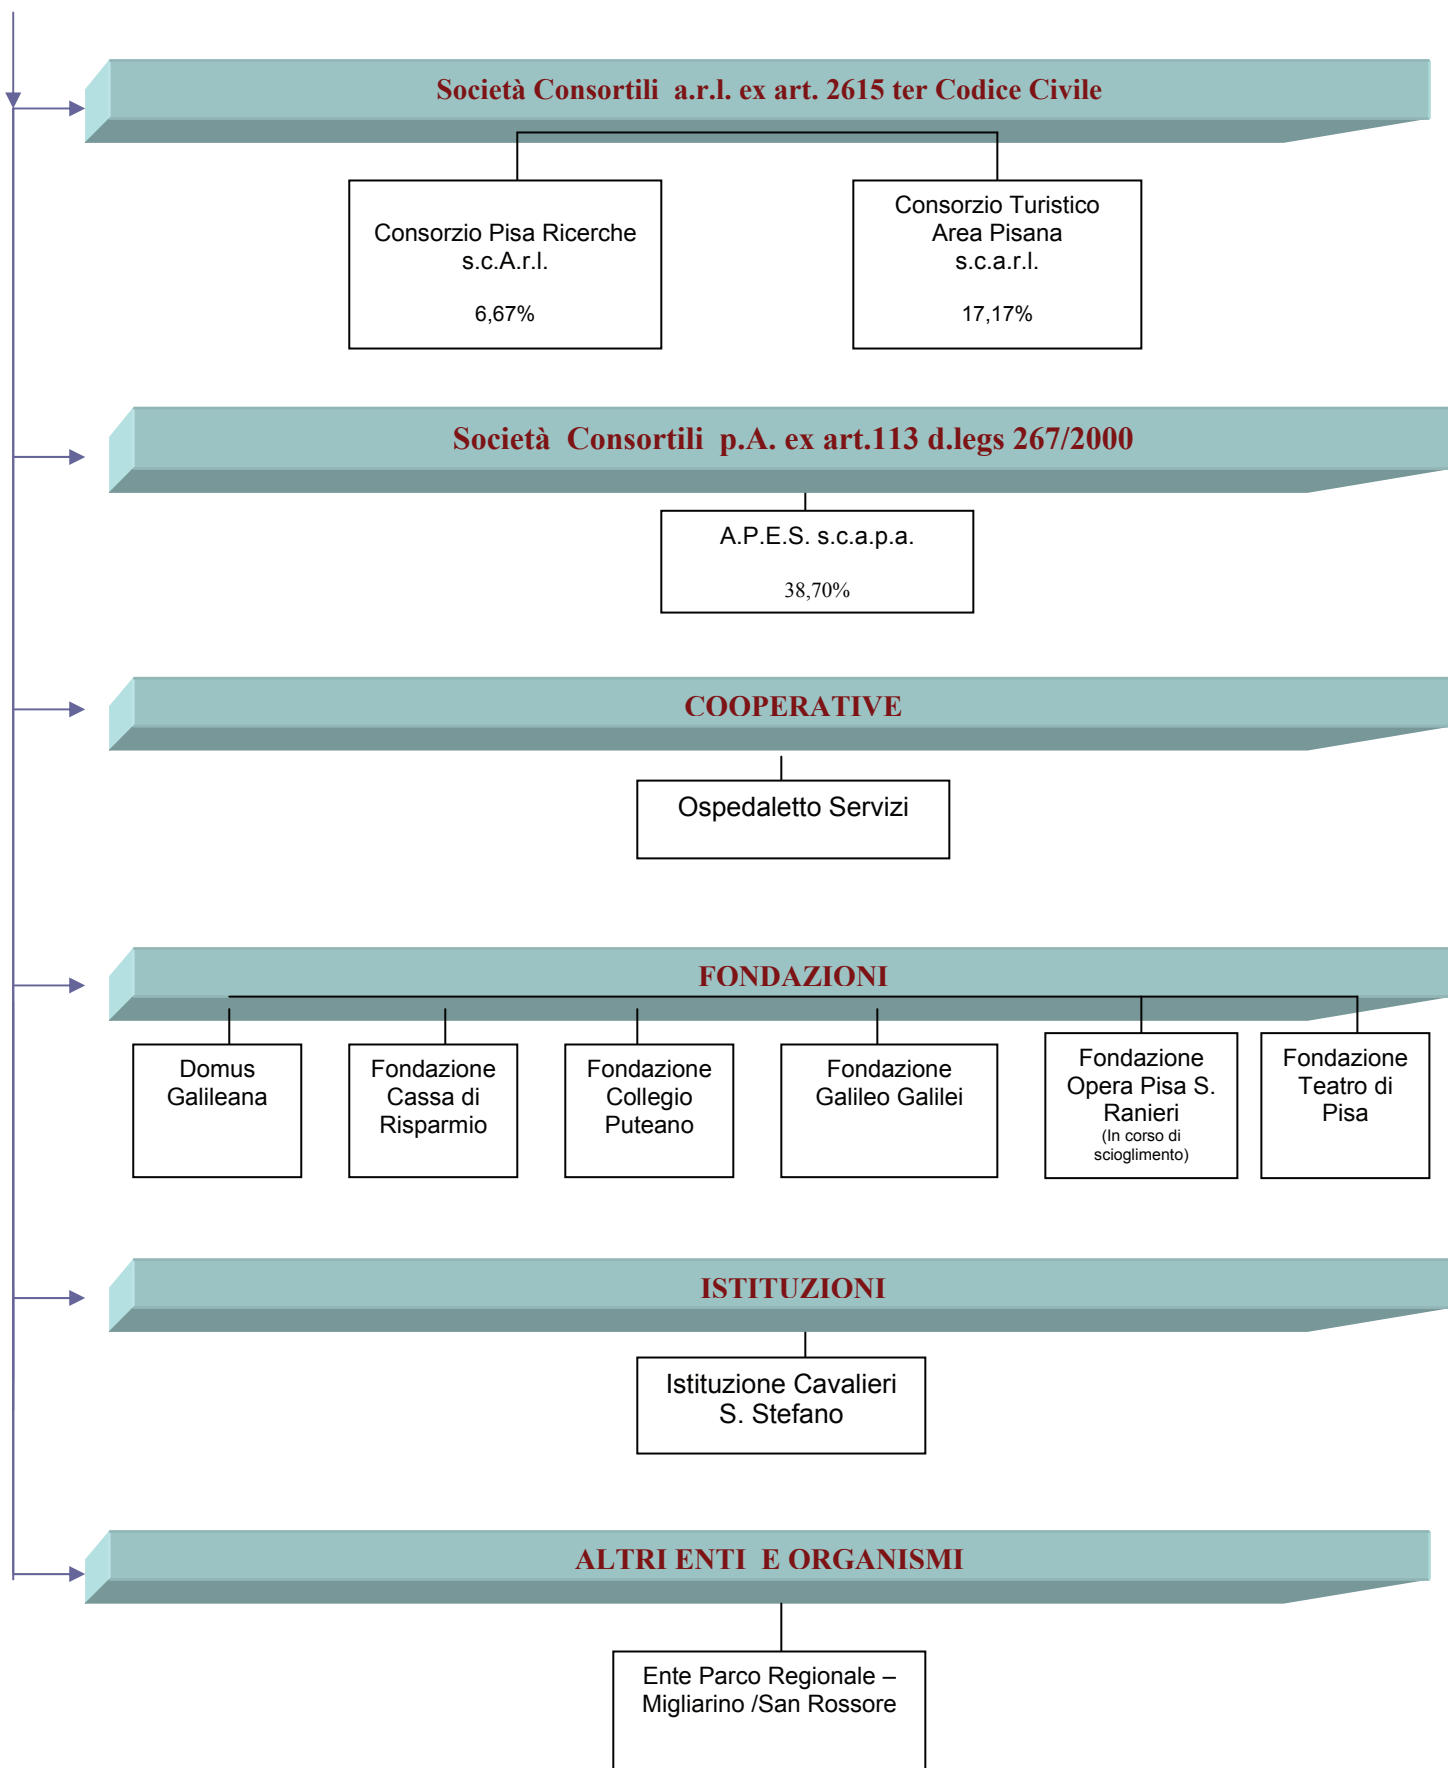 Società Consortili a.r.l. ex art. 2615 ter Codice Civile
Consorzio Pisa Ricerche
s.c.A.r.l.
6,67%
Consorzio Turistico
Area Pisana
s.c.a.r.l.
17,17%
Società Consortili p.A. ex art.113 d.legs 267/2000
A.P.E.S. s.c.a.p.a.
38,70%
COOPERATIVE
Ospedaletto Servizi
FONDAZIONI
Domus
Galileana
Fondazione
Cassa di
Risparmio
Fondazione
Collegio
Puteano
Fondazione
Galileo Galilei
Fondazione
Opera Pisa S.
Ranieri
(In corso di
scioglimento)
Fondazione
Teatro di
Pisa
ISTITUZIONI
Istituzione Cavalieri
S. Stefano
ALTRI ENTI E ORGANISMI
Ente Parco Regionale –
Migliarino /San Rossore